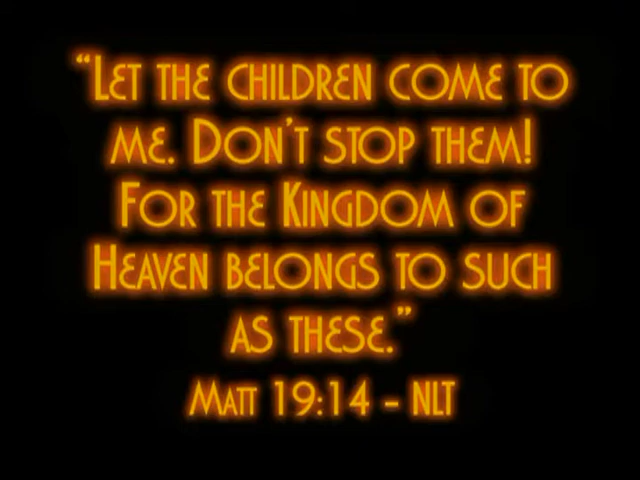 “Let the children come to
me. Don’t stop them!
For the Kingdom of
Heaven belongs to such
as these.”
Matt 19:14 - NLT